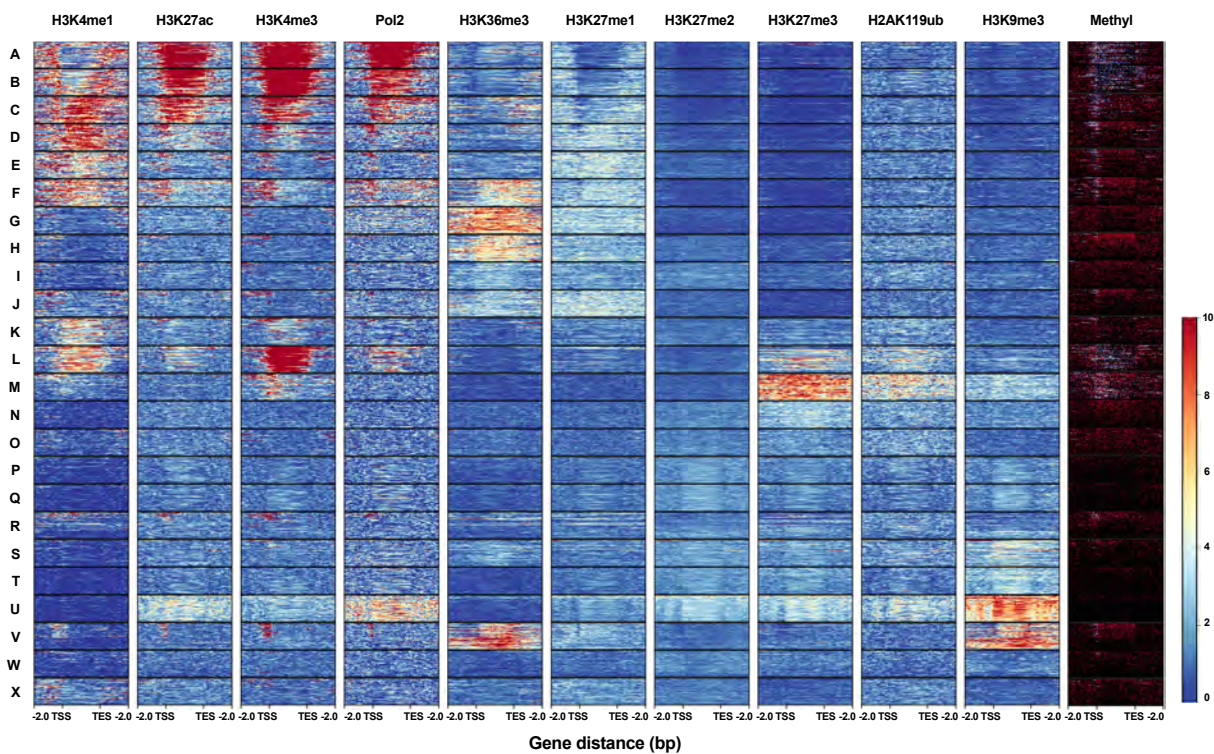 H3K4me1 H3K27ac H3K4me3 Pol2 H3K36me3 H3K27me1 H3K27me2 H3K27me3 H2AK119ub H3K9me3 Methyl
A
B
C
D
E
F
G
H
I
J
K
L
M
N
O
P
Q
R
S
T
U
V
W
X
10
8
6
4
2
0
-2.0 TSS TES -2.0 -2.0 TSS TES -2.0 -2.0 TSS TES -2.0 -2.0 TSS TES -2.0 -2.0 TSS TES -2.0 -2.0 TSS TES -2.0 -2.0 TSS TES -2.0 -2.0 TSS TES -2.0 -2.0 TSS TES -2.0 -2.0 TSS TES -2.0 -2.0 TSS TES -2.0
Gene distance (bp)